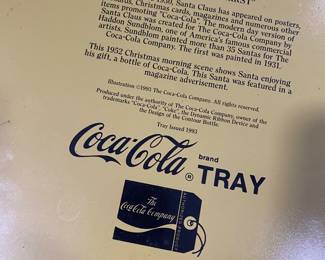 1930, Santa Claus has appeared on posters,
cards, Christmas cards, magazines and numerous other
items promoting "Coca-Cola". The modern day version of
Santa Claus was created for The Coca-Cola Company by
Haddon Sundblom, one of America's famous commercial
artists. Sundblom painted more than 35 Santas for
The Coca-Cola Company. The first was painted in 1931.
This 1952 Christmas morning scene shows Santa enjoying
his gift, a bottle of Coca-Cola. This Santa was featured in a
magazine advertisement.
Illustration ©1993 The Coca-Cola Company. All rights reserved.
Produced under the authority of The Coca-Cola Company, owner of the
trademarks "Coca-Cola", "Coke", the Dynamic Ribbon Device and
the Design of the Contour Bottle.
Tray Issued 1993
Coca-Cola ® brand TRAY
The
Coca-Cola Company